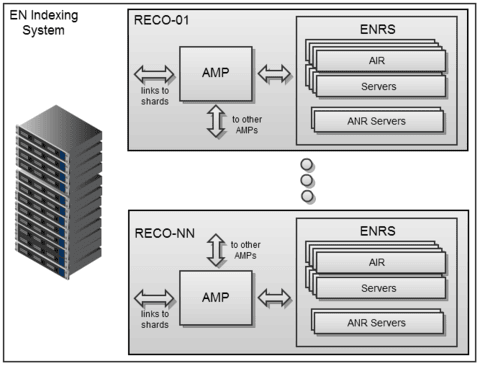 EN Indexing
System
RECO-01
AMP
links to
shards
to other
AMPs
ENRS
AIR
Servers
ANR Servers
RECO-NN
to other
AMPs
AMP
links to
shards
ENRS
AIR
Servers
ANR Servers